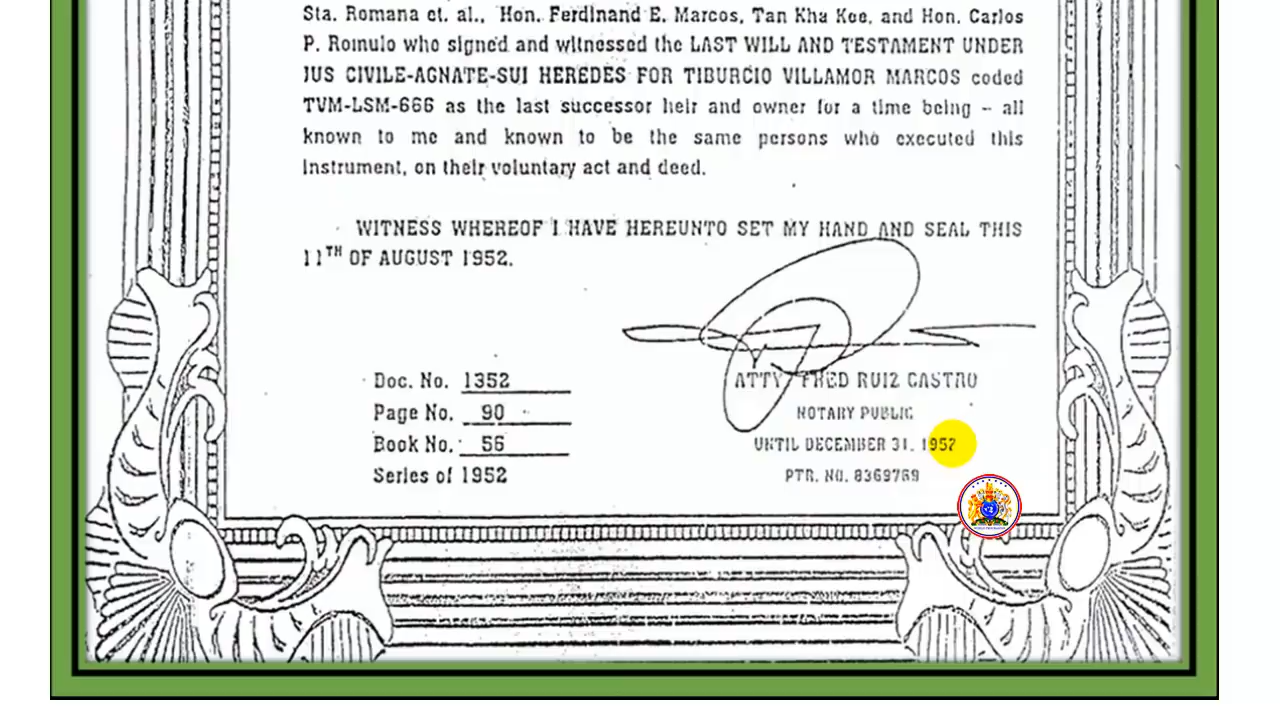 Sta. Romana et. al., Hon. Ferdinand E. Marcos, Tan Kha Kee, and Hon. Carlos
P. Romulo who signed and witnessed the LAST WILL AND TESTAMENT UNDER
IUS CIVILE-AGNATE-SUI HEREDES FOR TIBURCIO VILLAMOR MARCOS coded
TVM-LSM-666 as the last successor heir and owner for a time being – all
known to me and known to be the same persons who executed this
instrument, on their voluntary act and deed.
WITNESS WHEREOF I HAVE HEREUNTO SET MY HAND AND SEAL THIS
11TH OF AUGUST 1952.
Doc. No. 1352
Page No. 90
Book No. 56
Series of 1952
ATTY FRED RUIZ CASTRO
NOTARY PUBLIC
UNTIL DECEMBER 31. 1952
PTR. NO. 8369769